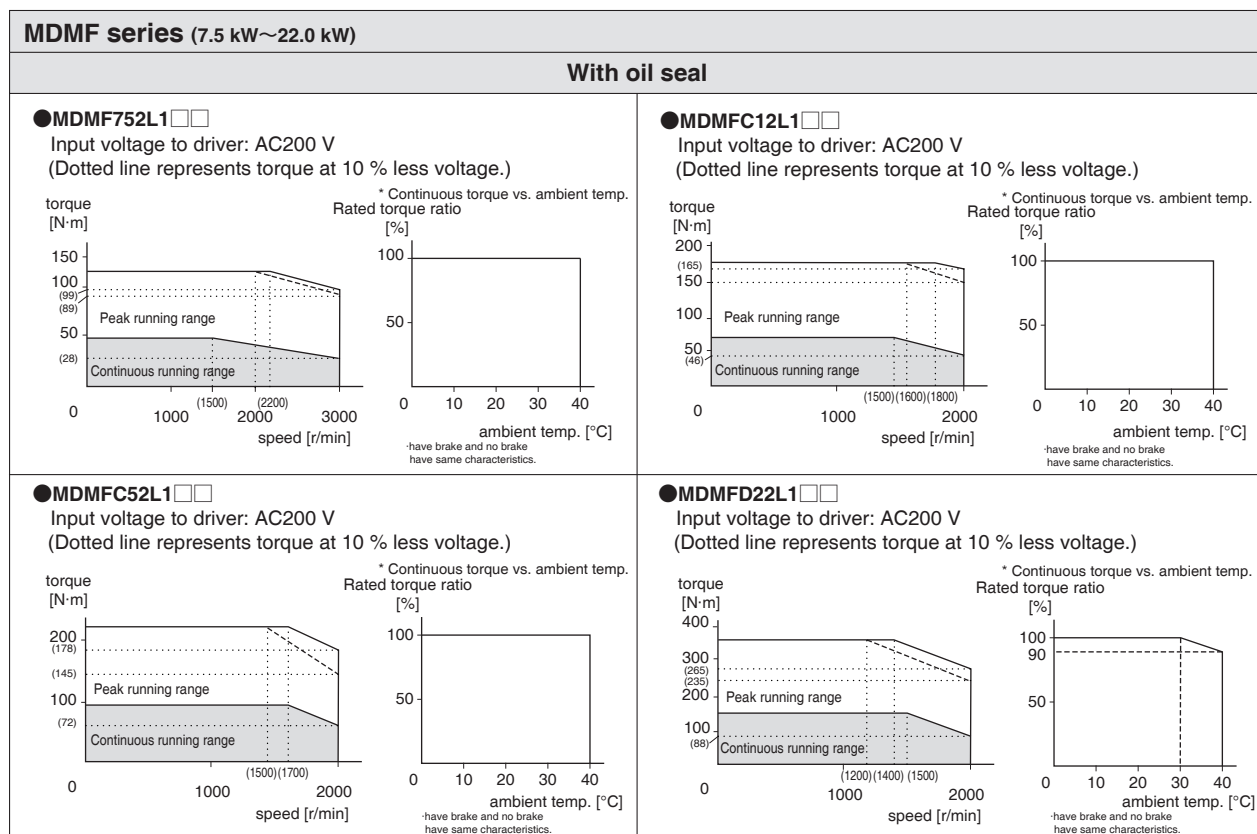 MDMF series (7.5 kW～22.0 kW)
With oil seal
●MDMF752L1□□
Input voltage to driver: AC200 V
(Dotted line represents torque at 10 % less voltage.)
* Continuous torque vs. ambient temp.
torque
[N·m]
150
100
(99)
(89)
50
(28)
0
Peak running range
Continuous running range
(1500)
(2200)
1000
2000
3000
speed [r/min]
Rated torque ratio
[%]
100
50
0
10
20
30
40
ambient temp. [°C]
·have brake and no brake
have same characteristics.
●MDMFC12L1□□
Input voltage to driver: AC200 V
(Dotted line represents torque at 10 % less voltage.)
* Continuous torque vs. ambient temp.
torque
[N·m]
200
(165)
150
100
50
(46)
0
Peak running range
Continuous running range
(1500)(1600)(1800)
1000
2000
speed [r/min]
Rated torque ratio
[%]
100
50
0
10
20
30
40
ambient temp. [°C]
·have brake and no brake
have same characteristics.
●MDMFC52L1□□
Input voltage to driver: AC200 V
(Dotted line represents torque at 10 % less voltage.)
* Continuous torque vs. ambient temp.
torque
[N·m]
200
(178)
(145)
100
(72)
0
Peak running range
Continuous running range
(1500)(1700)
1000
2000
speed [r/min]
Rated torque ratio
[%]
100
50
0
10
20
30
40
ambient temp. [°C]
·have brake and no brake
have same characteristics.
●MDMFD22L1□□
Input voltage to driver: AC200 V
(Dotted line represents torque at 10 % less voltage.)
* Continuous torque vs. ambient temp.
torque
[N·m]
400
300
(265)
(235)
200
100
(88)
0
Peak running range
Continuous running range
(1200)(1400) (1500)
1000
2000
speed [r/min]
Rated torque ratio
[%]
100
90
50
0
10
20
30
40
ambient temp. [°C]
·have brake and no brake
have same characteristics.